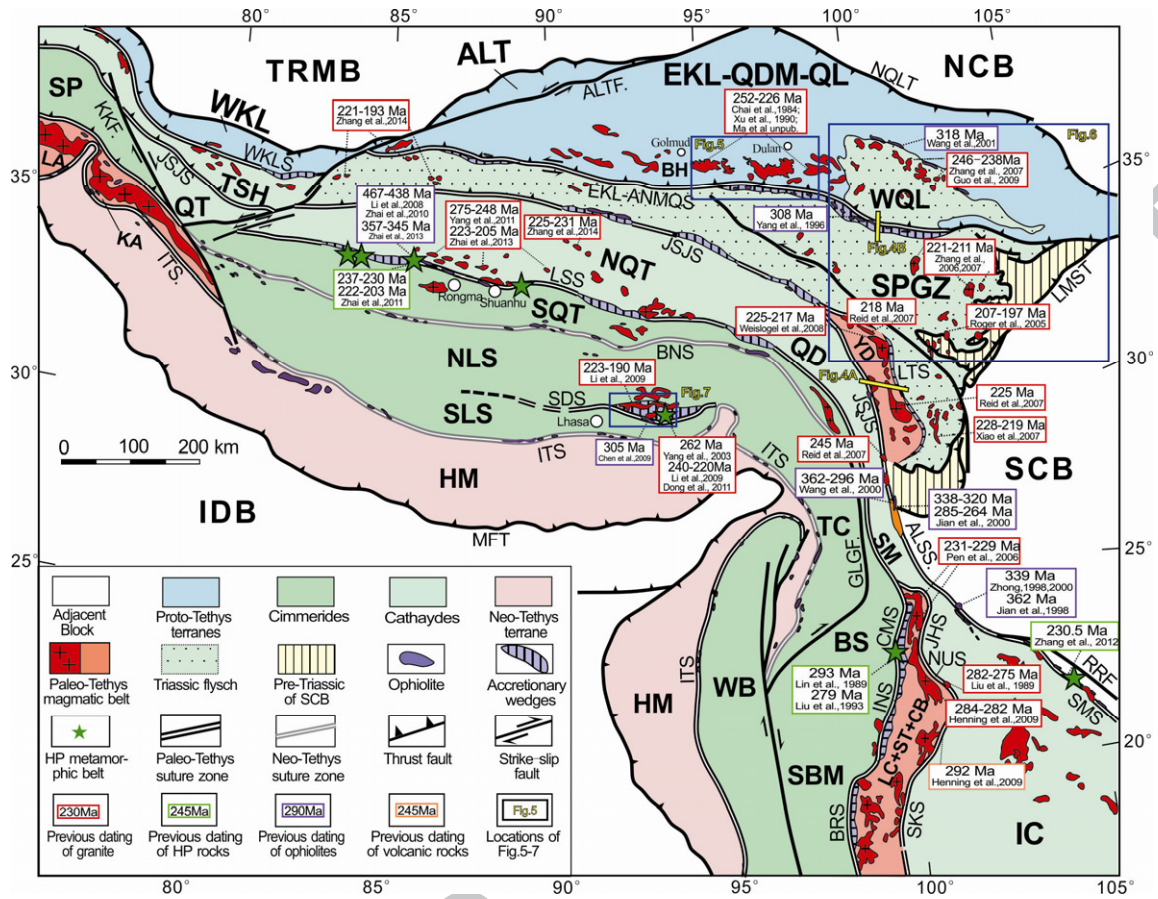 80°
85°
90°
95°
100°
105°
TRMB
ALT
EKL-QDM-QL
NCB
NQLT
SP
WKL
ALTF.
KKF.
221-193 Ma
Zhang et al.,2014
252-226 Ma
Chai et al.,1984;
Xu et al., 1990;
Ma et al unpub.
318 Ma
Wang et al.,2001
Fig.6
Golmud
Fig.5
Dulan
35°
35°
246-238Ma
Zhang et al., 2007
Guo et al., 2009
LA
WKLS
JSJS
TSH
BH
WQL
QT
467-438 Ma
Li et al.,2008
Zhai et al., 2010
357-345 Ma
Zhai et al., 2013
EKL-ANMQS
275-248 Ma
Yang et al.,2011
223-205 Ma
Zhai et al.,2013
225-231 Ma
Zhang et al., 2014
308 Ma
Yang et al., 1996
KA
ITS.
JSJS
Fig.4B
221-211 Ma
Zhang et al.,
2006,2007
LMST
237-230 Ma
222-203 Ma
Zhai et al.,2011
LSS
NQT
SPGZ
Rongma
Shuanhu
SQT
225-217 Ma
Weislogel et al.,2008
218 Ma
Reid et al.,2007
207-197 Ma
Roger et al., 2005
QD
YD
30°
30°
NLS
BNS
LTS
223-190 Ma
Li et al., 2009
Fig.7
Fig.4A
SLS
SDS
JSJS
225 Ma
Reid et al.,2007
Lhasa
228-219 Ma
Xiao et al.,2007
0
100
200 km
ITS
305 Ma
Chen et al.,2009
262 Ma
Yang et al., 2003
240-220Ma
Li et al.,2009
Dong et al., 2011
ITS
245 Ma
Reid et al.,2007
SCB
HM
362-296 Ma
Wang et al., 2000
338-320 Ma
285-264 Ma
Jian et al., 2000
IDB
MFT
TC
SM
ALSS.
25°
25°
GLGF.
231-229 Ma
Pen et al., 2006
339 Ma
Zhong,1998,2000
362 Ma
Jian et al.,1998
CMS
JHS
230.5 Ma
Zhang et al., 2012
ITS
BS
NUS
RRF
HM
WB
293 Ma
Lin et al., 1989
279 Ma
Liu et al.,1993
INS
282-275 Ma
Liu et al., 1989
SMS
284-282 Ma
Henning et al.,2009
LC+ST+CB
20°
SBM
292 Ma
Henning et al.,2009
BRS
SKS
IC
Adjacent
Block
Proto-Tethys
terranes
Cimmerides
Cathaydes
Neo-Tethys
terrane
Paleo-Tethys
magmatic belt
Triassic flysch
Pre-Triassic
of SCB
Ophiolite
Accretionary
wedges
HP metamor-
phic belt
Paleo-Tethys
suture zone
Neo-Tethys
suture zone
Thrust fault
Strike-slip
fault
230Ma
Previous dating
of granite
245Ma
Previous dating
of HP rocks
290Ma
Previous dating
of ophiolites
245Ma
Previous dating
of volcanic rocks
Fig.5
Locations of
Fig.5-7
80°
85°
90°
95°
100°
105°